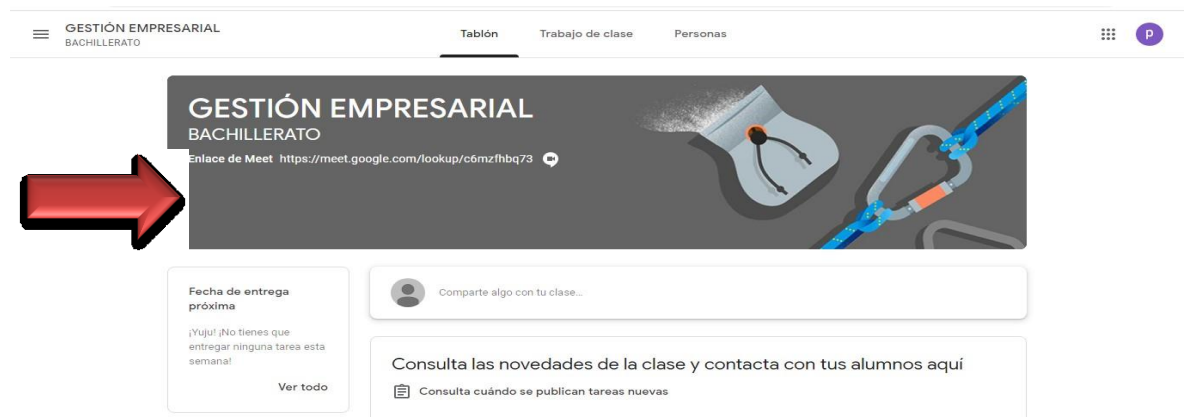 GESTIÓN EMPRESARIAL
BACHILLERATO
Tablón
Trabajo de clase
Personas
p
GESTIÓN EMPRESARIAL
BACHILLERATO
Enlace de Meet https://meet.google.com/lookup/c6mzfhbq73
Fecha de entrega
próxima
¡Yuju! ¡No tienes que
entregar ninguna tarea esta
semana!
Ver todo
Comparte algo con tu clase...
Consulta las novedades de la clase y contacta con tus alumnos aquí
Consulta cuándo se publican tareas nuevas